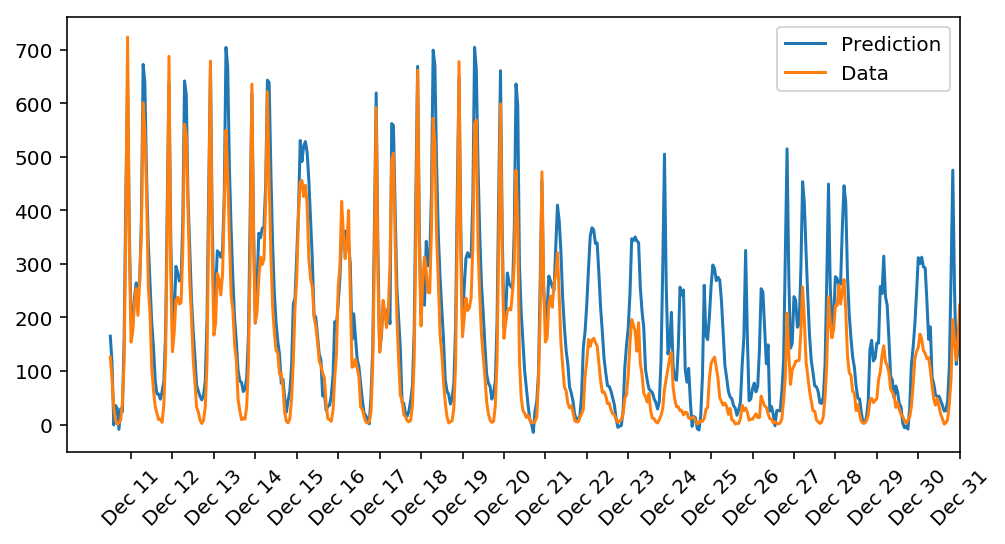 Prediction
Data
700
600
500
400
300
200
100
0
Dec 11
Dec 12
Dec 13
Dec 14
Dec 15
Dec 16
Dec 17
Dec 18
Dec 19
Dec 20
Dec 21
Dec 22
Dec 23
Dec 24
Dec 25
Dec 26
Dec 27
Dec 28
Dec 29
Dec 30
Dec 31